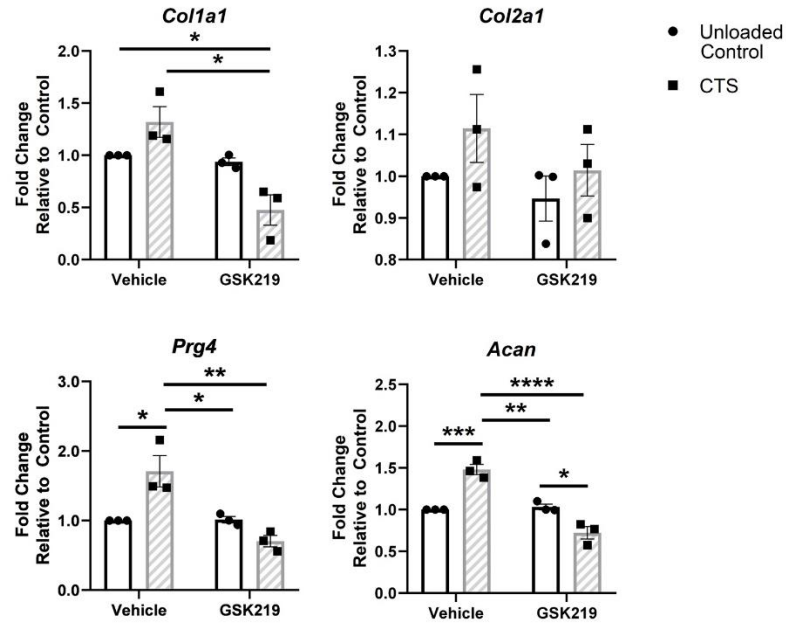 Col1a1
Fold Change
Relative to Control
2.0
1.5
1.0
0.5
0.0
*
*
Vehicle
GSK219
Col2a1
Fold Change
Relative to Control
1.3
1.2
1.1
1.0
0.9
0.8
Vehicle
GSK219
Unloaded
Control
CTS
Prg4
Fold Change
Relative to Control
3.0
2.0
1.0
0.0
**
*
*
Vehicle
GSK219
Acan
Fold Change
Relative to Control
2.5
2.0
1.5
1.0
0.5
0.0
****
**
***
*
Vehicle
GSK219